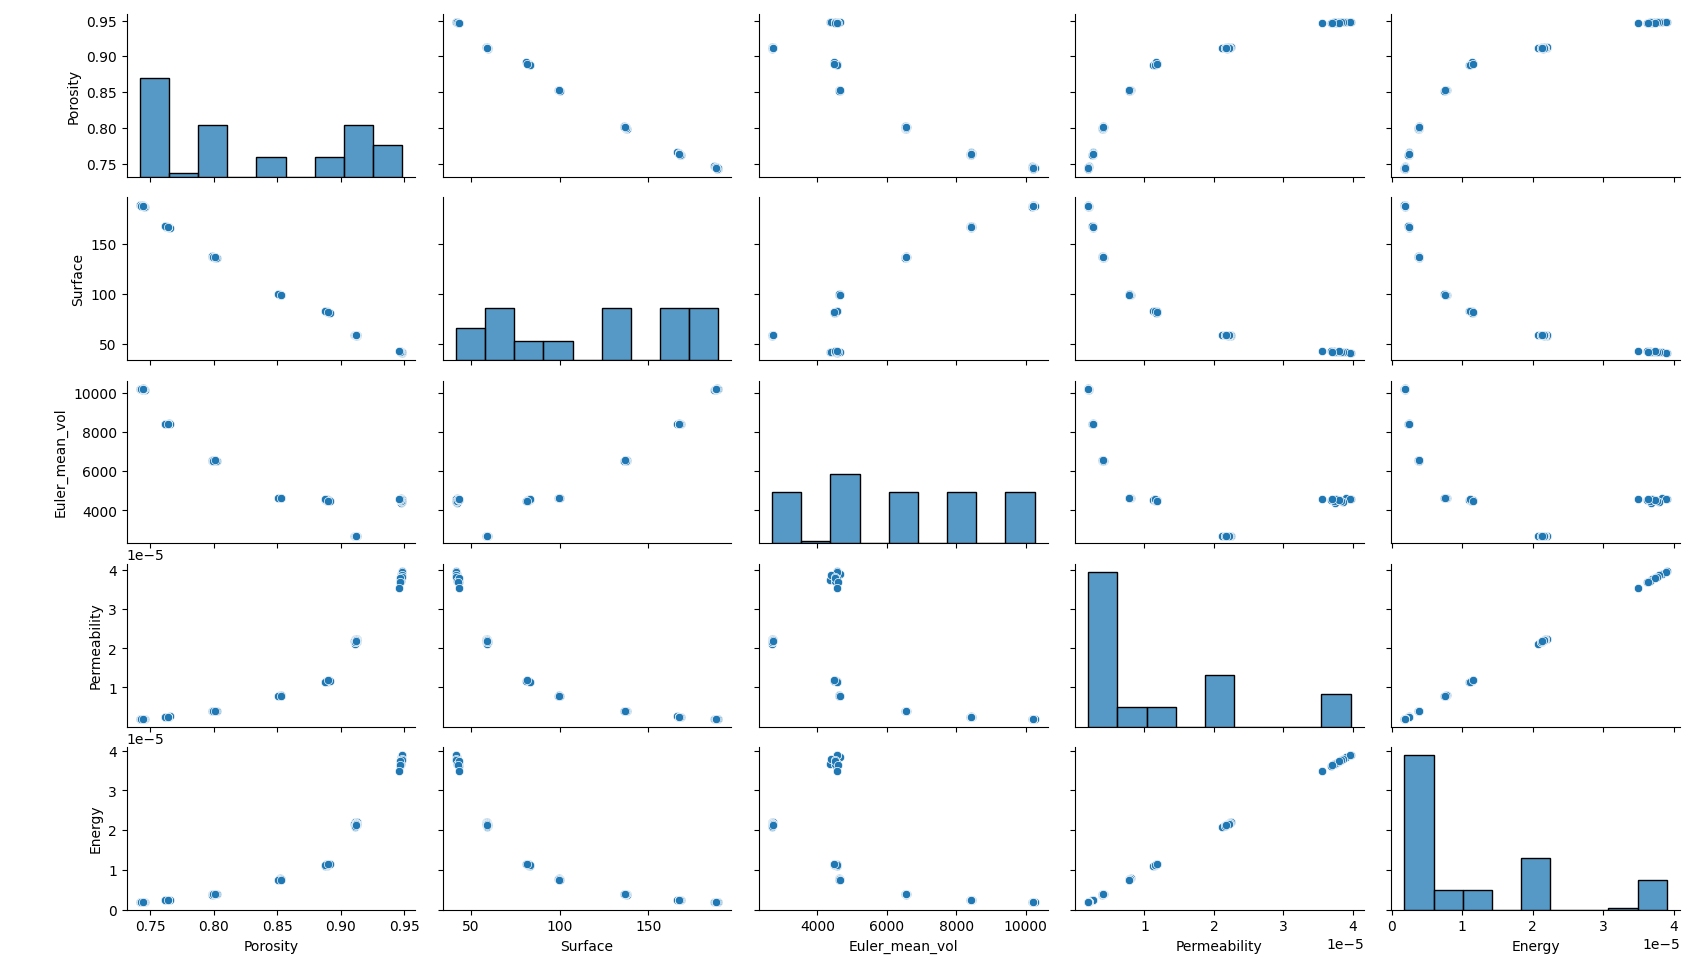 0.95
0.90
0.85
0.80
0.75
Porosity
150
100
50
Surface
10000
8000
6000
4000
Euler_mean_vol
1e−5
4
3
2
1
Permeability
1e−5
4
3
2
1
0
Energy
0.75 0.80 0.85 0.90 0.95
Porosity
50 100 150
Surface
4000 6000 8000 10000
Euler_mean_vol
1 2 3 4
1e−5
Permeability
0 1 2 3 4
1e−5
Energy